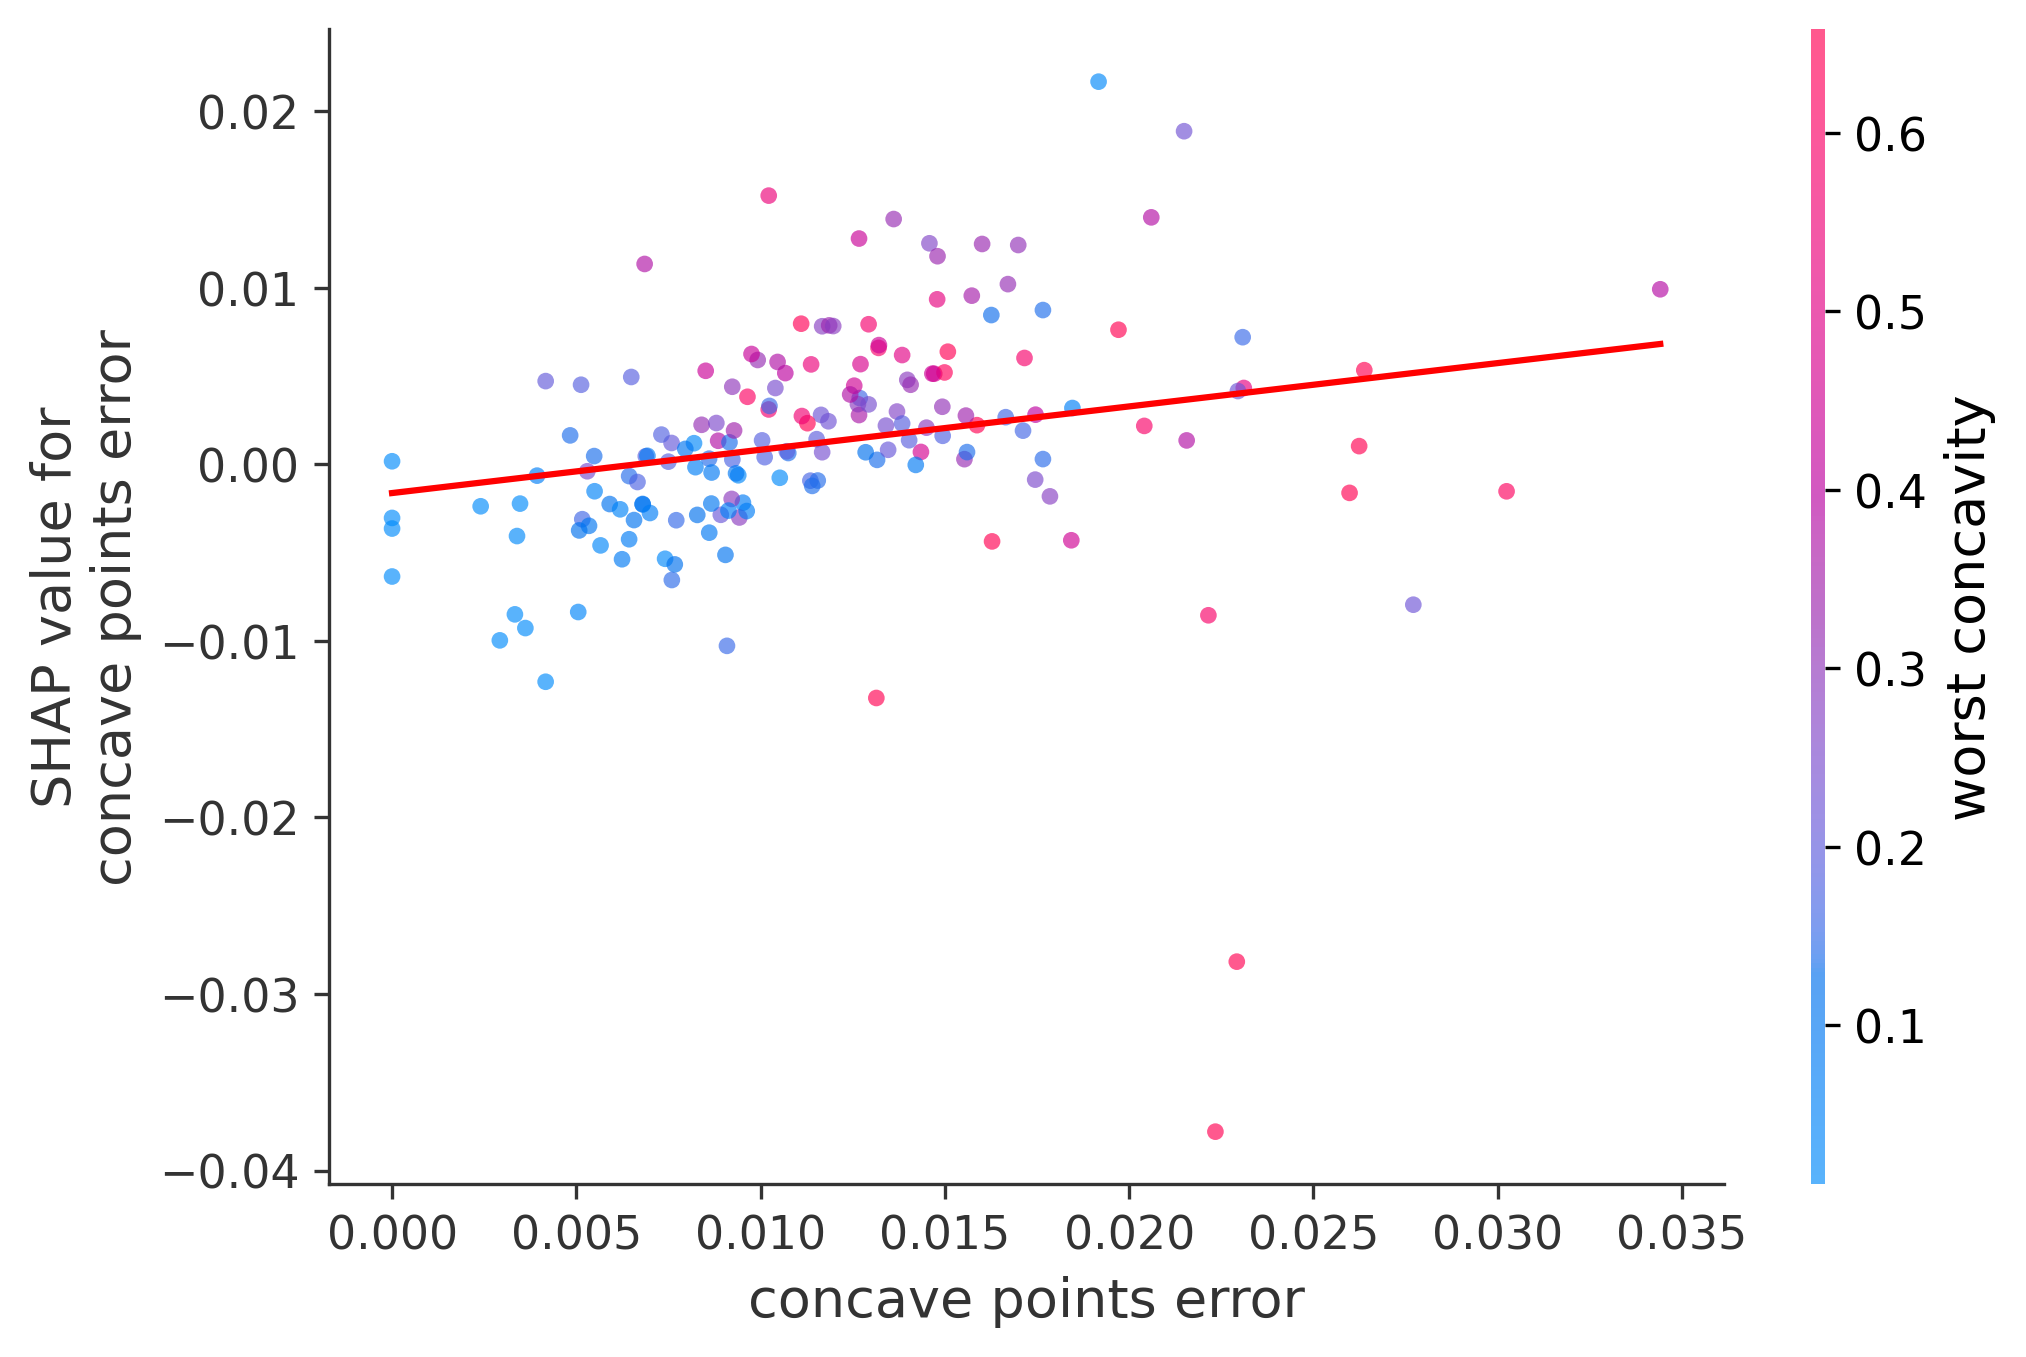 SHAP value for
concave points error
0.02
0.01
0.00
−0.01
−0.02
−0.03
−0.04
0.000 0.005 0.010 0.015 0.020 0.025 0.030 0.035
concave points error
0.6
0.5
0.4
0.3
0.2
0.1
worst concavity